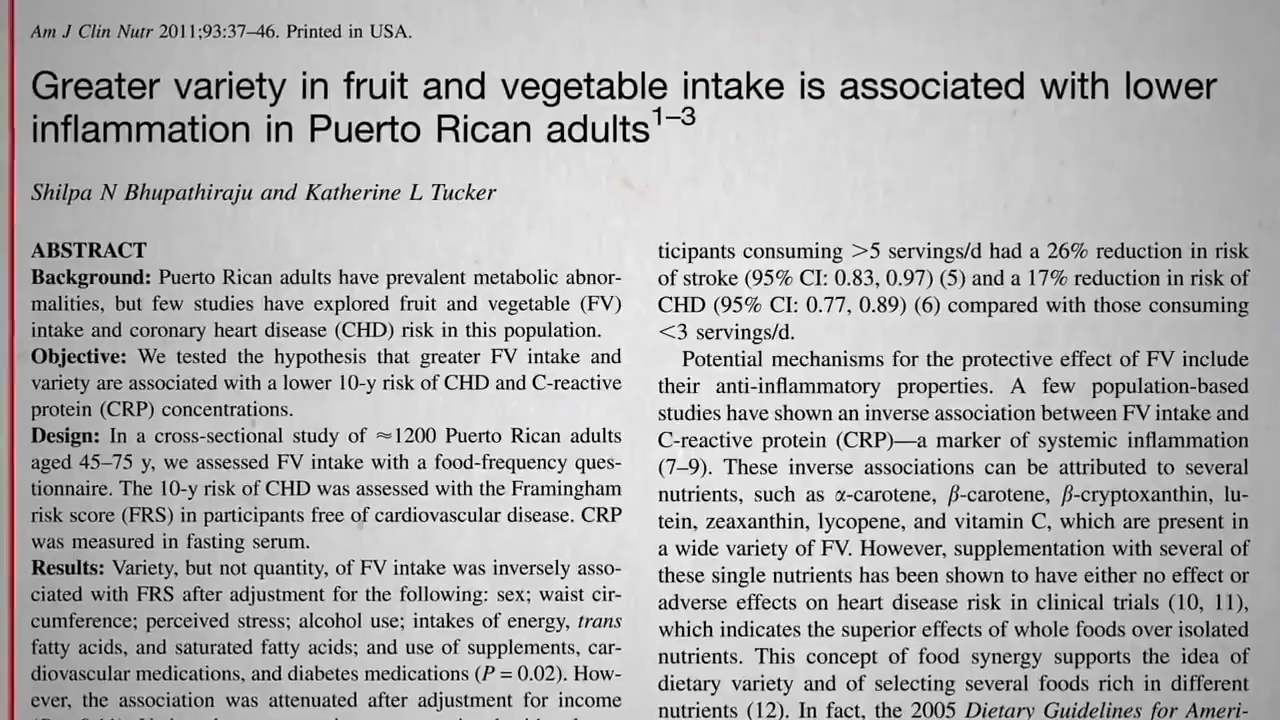 Am J Clin Nutr 2011;93:37–46. Printed in USA.
Greater variety in fruit and vegetable intake is associated with lower
inflammation in Puerto Rican adults1–3
Shilpa N Bhupathiraju and Katherine L Tucker
ABSTRACT
Background: Puerto Rican adults have prevalent metabolic abnor-
malities, but few studies have explored fruit and vegetable (FV)
intake and coronary heart disease (CHD) risk in this population.
Objective: We tested the hypothesis that greater FV intake and
variety are associated with a lower 10-y risk of CHD and C-reactive
protein (CRP) concentrations.
Design: In a cross-sectional study of ≈1200 Puerto Rican adults
aged 45–75 y, we assessed FV intake with a food-frequency ques-
tionnaire. The 10-y risk of CHD was assessed with the Framingham
risk score (FRS) in participants free of cardiovascular disease. CRP
was measured in fasting serum.
Results: Variety, but not quantity, of FV intake was inversely asso-
ciated with FRS after adjustment for the following: sex; waist cir-
cumference; perceived stress; alcohol use; intakes of energy, trans
fatty acids, and saturated fatty acids; and use of supplements, car-
diovascular medications, and diabetes medications (P = 0.02). How-
ever, the association was attenuated after adjustment for income
ticipants consuming >5 servings/d had a 26% reduction in risk
of stroke (95% CI: 0.83, 0.97) (5) and a 17% reduction in risk of
CHD (95% CI: 0.77, 0.89) (6) compared with those consuming
<3 servings/d.
Potential mechanisms for the protective effect of FV include
their anti-inflammatory properties. A few population-based
studies have shown an inverse association between FV intake and
C-reactive protein (CRP)—a marker of systemic inflammation
(7–9). These inverse associations can be attributed to several
nutrients, such as α-carotene, β-carotene, β-cryptoxanthin, lu-
tein, zeaxanthin, lycopene, and vitamin C, which are present in
a wide variety of FV. However, supplementation with several of
these single nutrients has been shown to have either no effect or
adverse effects on heart disease risk in clinical trials (10, 11),
which indicates the superior effects of whole foods over isolated
nutrients. This concept of food synergy supports the idea of
dietary variety and of selecting several foods rich in different
nutrients (12). In fact, the 2005 Dietary Guidelines for Ameri-